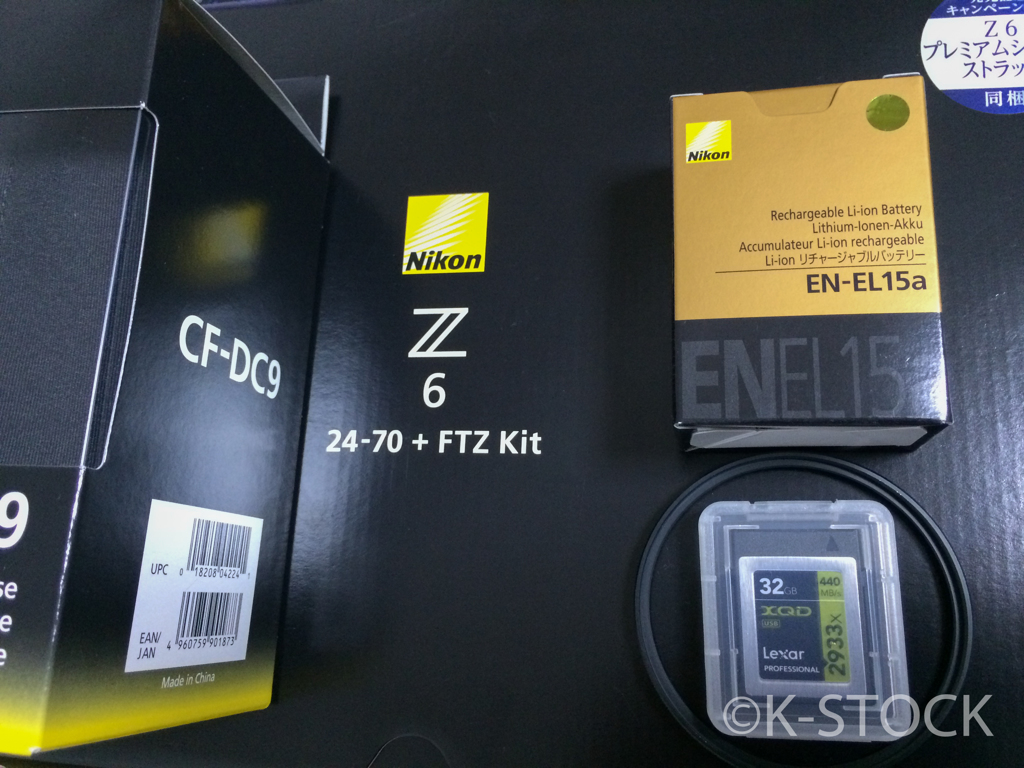 キャンペーン
Z 6
プレミアムシ
ストラッ
同梱
Nikon
Rechargeable Li-ion Battery
Lithium-Ionen-Akku
Accumulateur Li-ion rechargeable
Li-ion リチャージャブルバッテリー
EN-EL15a
ENEL15
Nikon
Z
6
24-70 + FTZ Kit
CF-DC9
9
se
e
e
UPC 0 18208 04224 1
EAN/
JAN 4 960759 901873
Made in China
32GB
440
MB/s
XQD
USB
2933x
Lexar
PROFESSIONAL
©K-STOCK